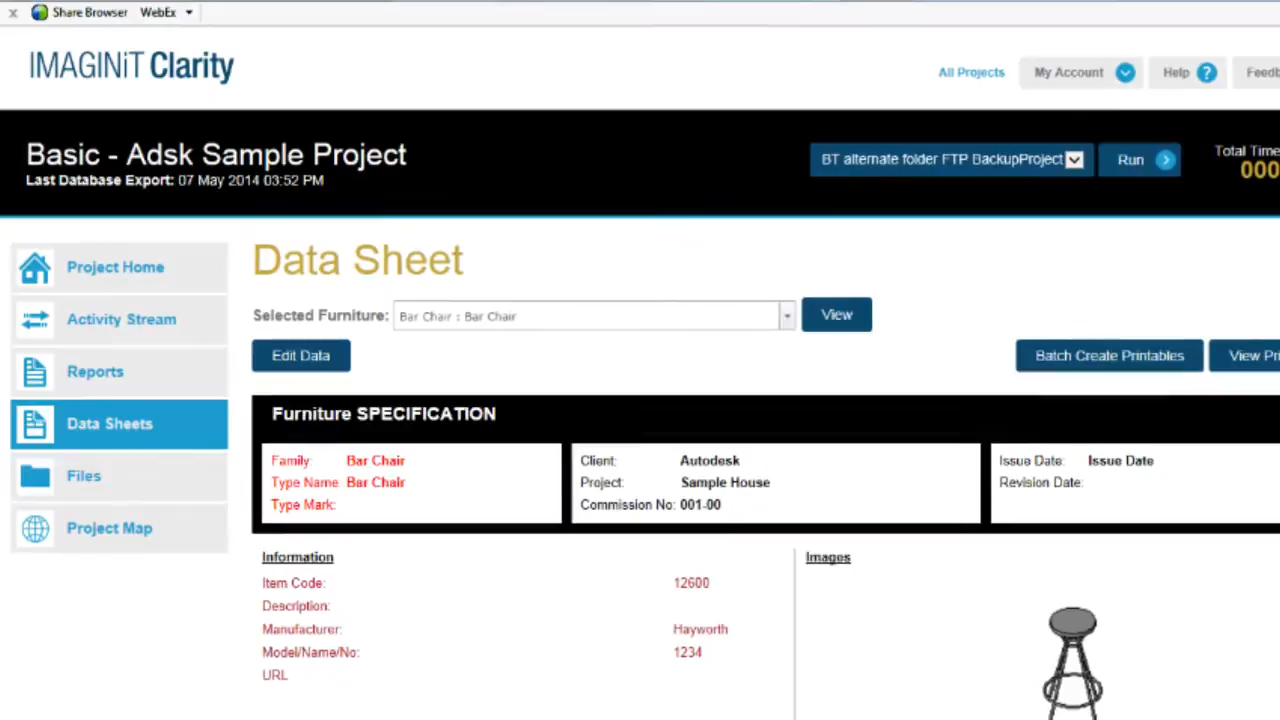 x Share Browser WebEx
IMAGINiT Clarity
All Projects My Account Help ?
Basic - Adsk Sample Project
Last Database Export: 07 May 2014 03:52 PM
BT alternate folder FTP BackupProject Run
Total Time
000
Project Home
Activity Stream
Reports
Data Sheets
Files
Project Map
Data Sheet
Selected Furniture: Bar Chair : Bar Chair View
Edit Data Batch Create Printables View
Furniture SPECIFICATION
Family: Bar Chair
Type Name Bar Chair
Type Mark:
Client: Autodesk
Project: Sample House
Commission No: 001-00
Issue Date: Issue Date
Revision Date:
Information
Item Code: 12600
Description:
Manufacturer: Hayworth
Model/Name/No: 1234
URL
Images